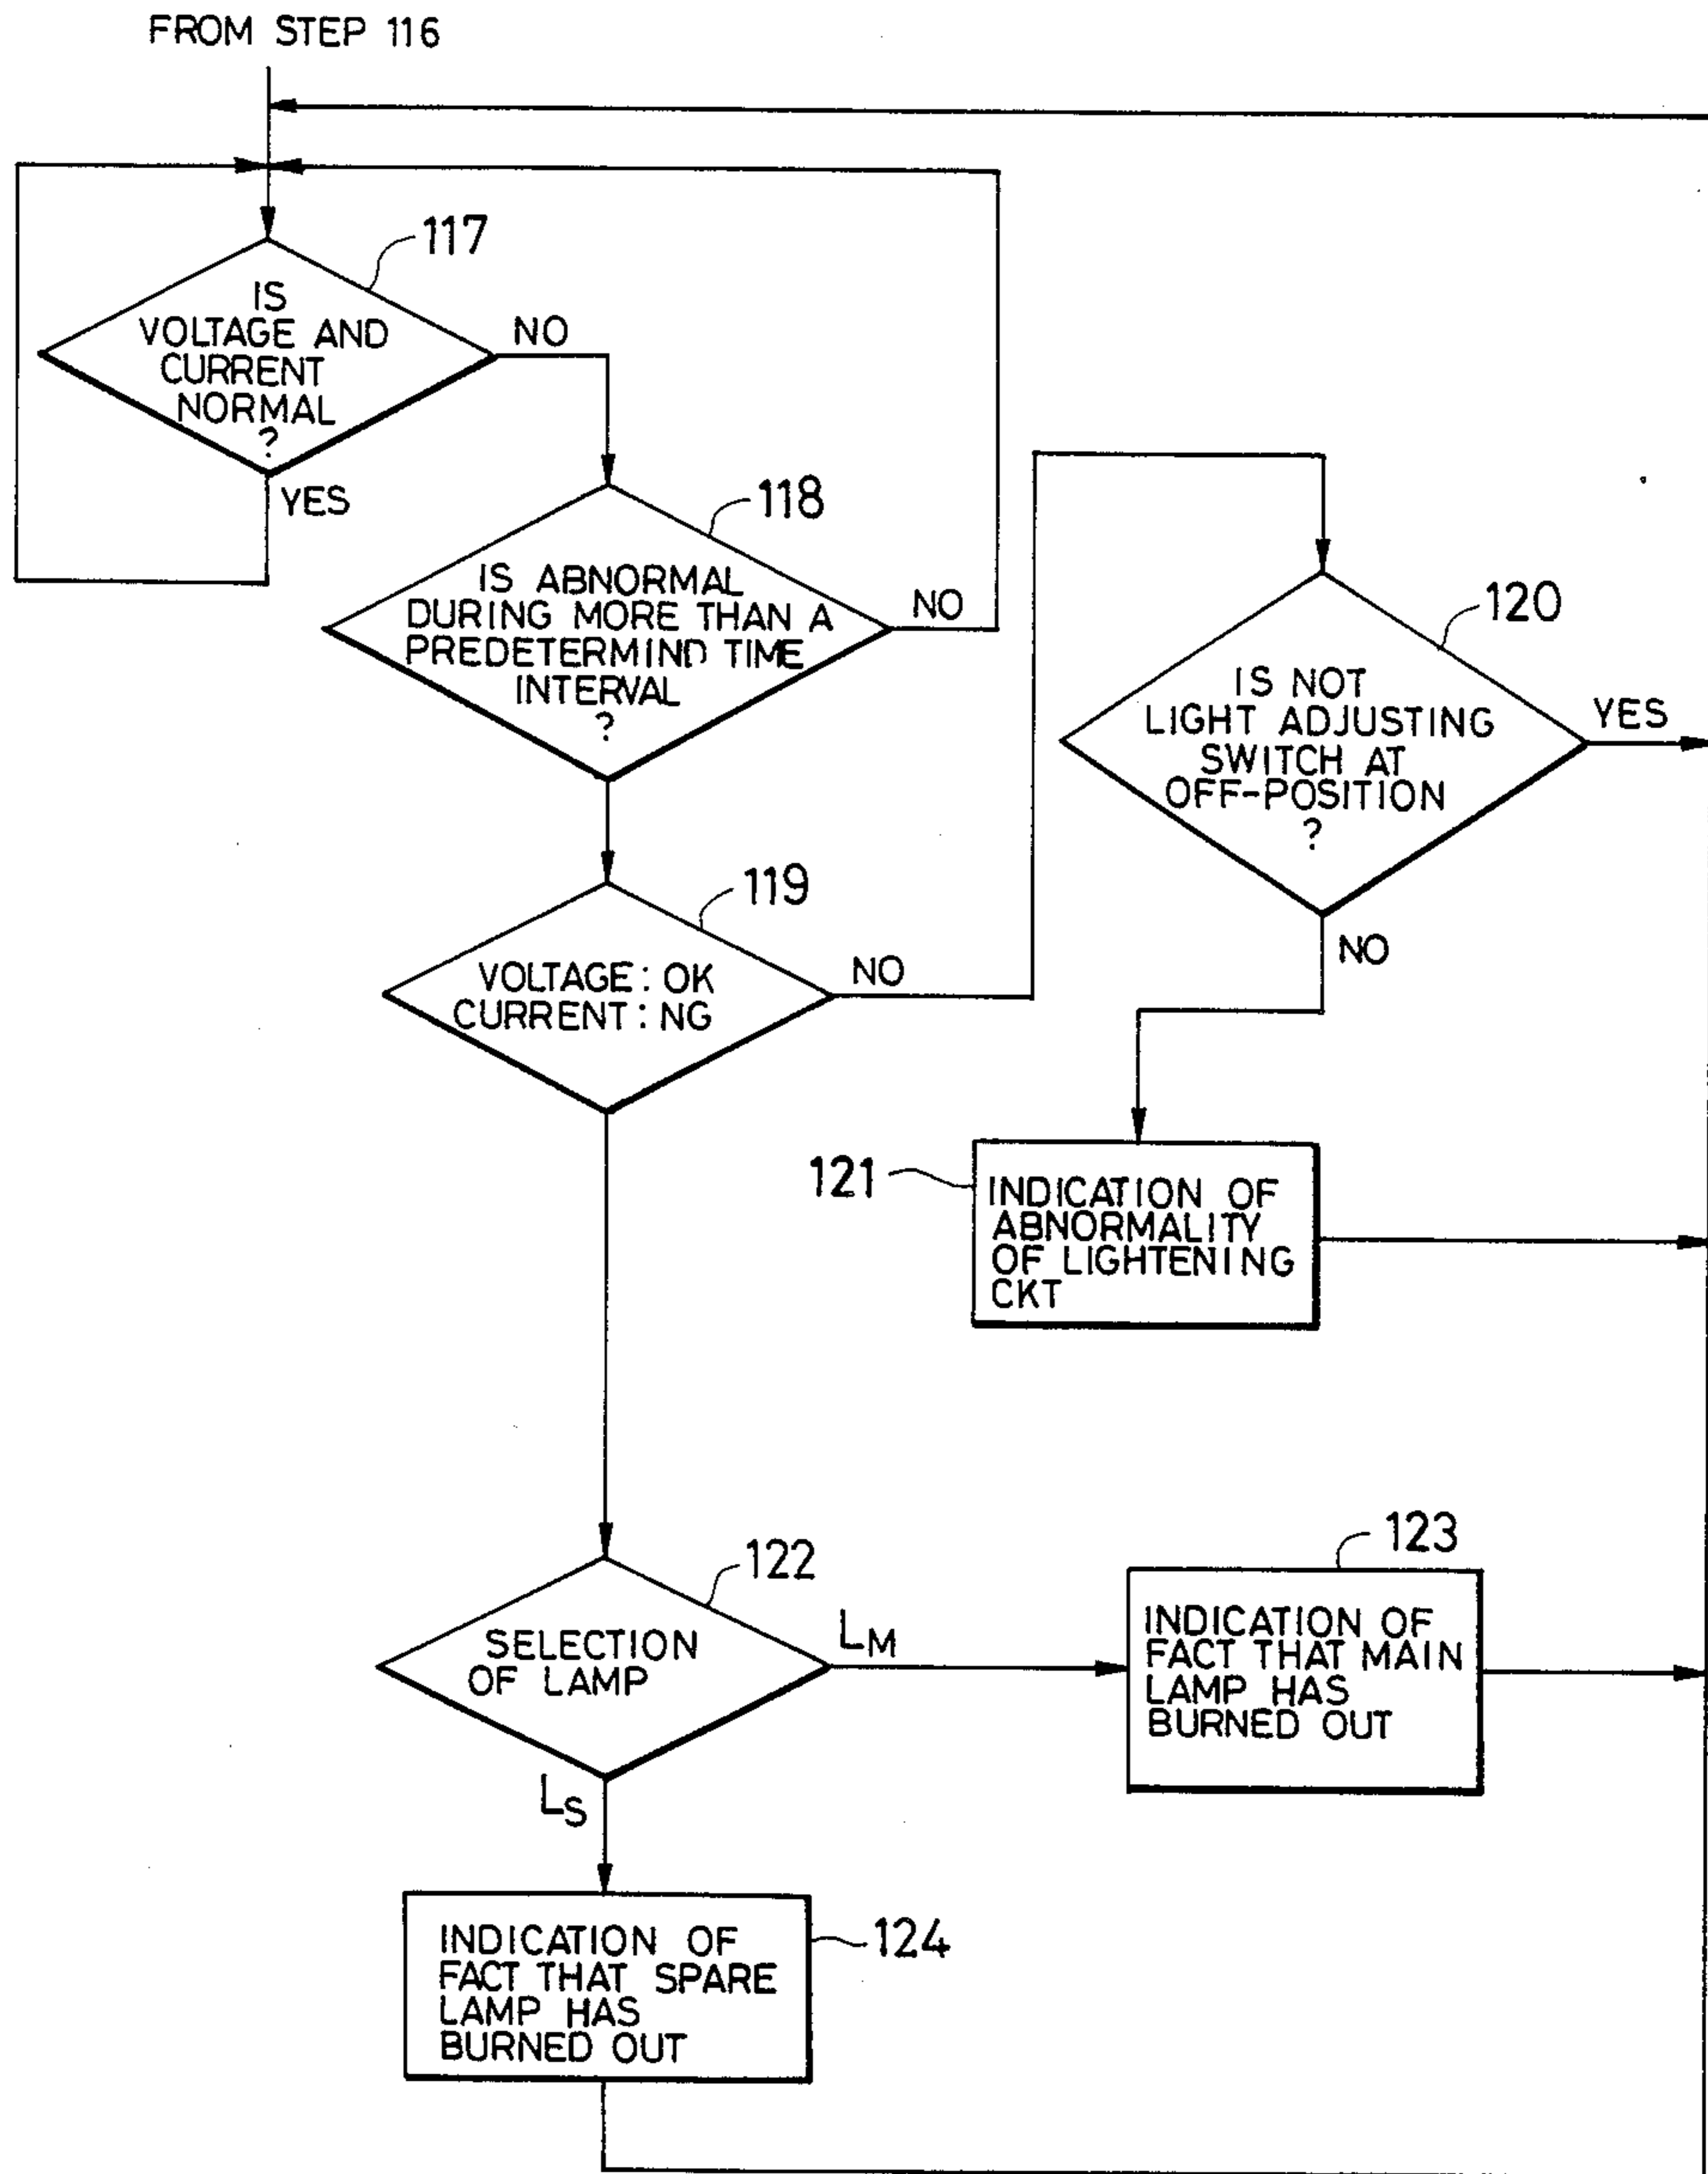 FROM STEP 116
117
IS
VOLTAGE AND
CURRENT
NORMAL
?
NO
YES
118
IS ABNORMAL
DURING MORE THAN A
PREDETERMIND TIME
INTERVAL
?
NO
119
VOLTAGE : OK
CURRENT : NG
NO
120
IS NOT
LIGHT ADJUSTING
SWITCH AT
OFF-POSITION
?
YES
NO
121
INDICATION OF
ABNORMALITY
OF LIGHTENING
CKT
122
SELECTION
OF LAMP
LM
LS
123
INDICATION OF
FACT THAT MAIN
LAMP HAS
BURNED OUT
124
INDICATION OF
FACT THAT SPARE
LAMP HAS
BURNED OUT